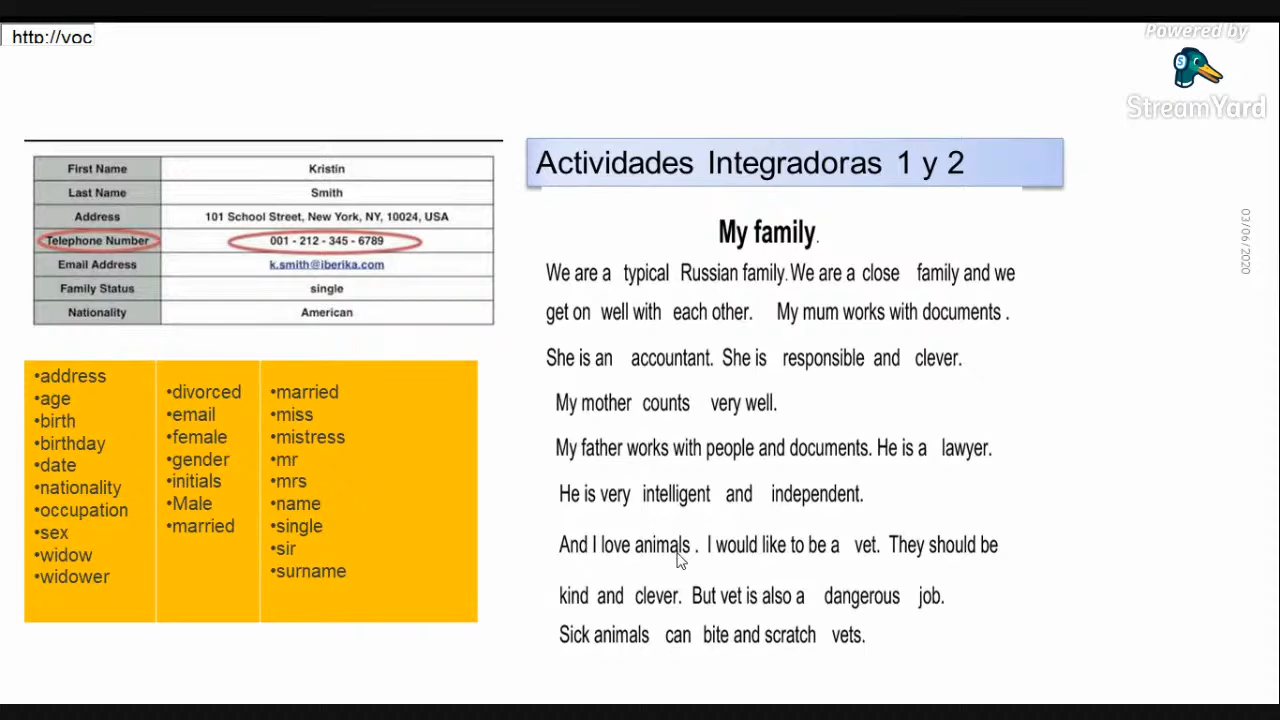 http://voc
Powered by
StreamYard
First Name Kristin
Last Name Smith
Address 101 School Street, New York, NY, 10024, USA
Telephone Number 001 - 212 - 345 - 6789
Email Address k.smith@iberika.com
Family Status single
Nationality American
•address
•age
•birth
•birthday
•date
•nationality
•occupation
•sex
•widow
•widower
•divorced
•email
•female
•gender
•initials
•Male
•married
•married
•miss
•mistress
•mr
•mrs
•name
•single
•sir
•surname
Actividades Integradoras 1 y 2
My family.
We are a typical Russian family. We are a close family and we
get on well with each other. My mum works with documents .
She is an accountant. She is responsible and clever.
My mother counts very well.
My father works with people and documents. He is a lawyer.
He is very intelligent and independent.
And I love animals . I would like to be a vet. They should be
kind and clever. But vet is also a dangerous job.
Sick animals can bite and scratch vets.
03/06/2020